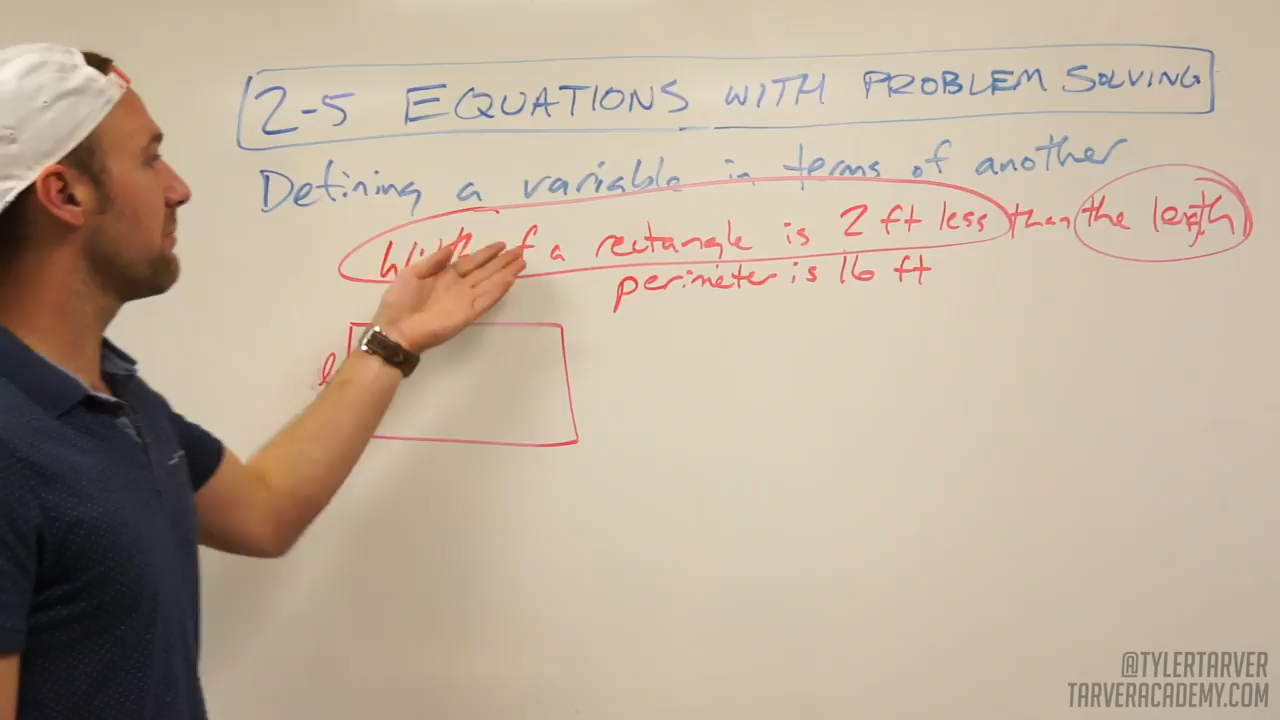 2-5 EQUATIONS WITH PROBLEM SOLVING
Defining a variable in terms of another
a rectangle is 2 ft less than the length
perimeter is 16 ft
l
@TYLERTARVER
TARVERACADEMY.COM